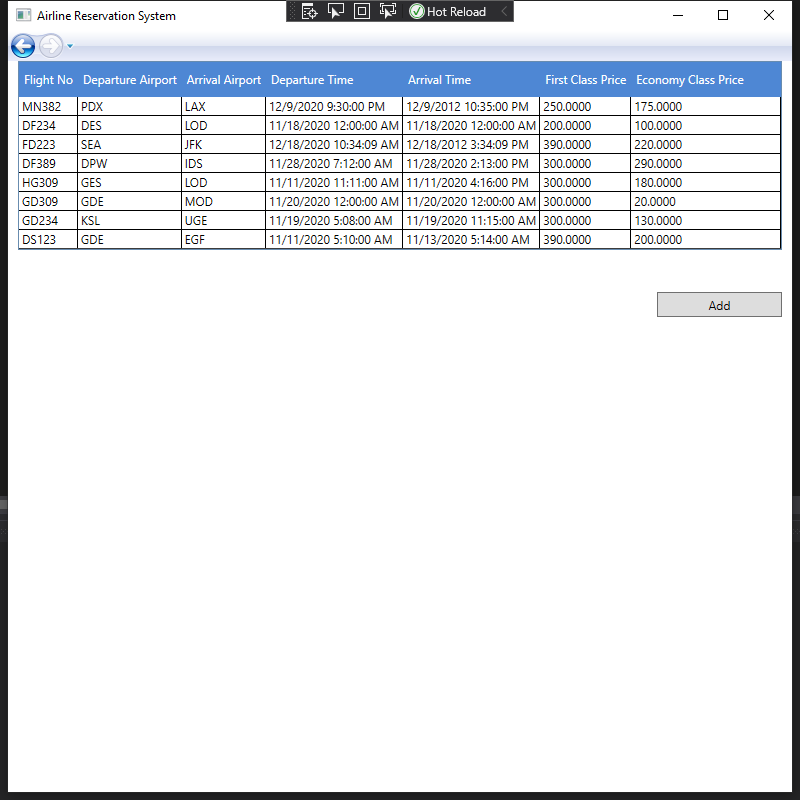 Airline Reservation System
Hot Reload
Flight No Departure Airport Arrival Airport Departure Time Arrival Time First Class Price Economy Class Price
MN382 PDX LAX 12/9/2020 9:30:00 PM 12/9/2012 10:35:00 PM 250.0000 175.0000
DF234 DES LOD 11/18/2020 12:00:00 AM 11/18/2020 12:00:00 AM 200.0000 100.0000
FD223 SEA JFK 12/18/2020 10:34:09 AM 12/18/2012 3:34:09 PM 390.0000 220.0000
DF389 DPW IDS 11/28/2020 7:12:00 AM 11/28/2020 2:13:00 PM 300.0000 290.0000
HG309 GES LOD 11/11/2020 11:11:00 AM 11/11/2020 4:16:00 PM 300.0000 180.0000
GD309 GDE MOD 11/20/2020 12:00:00 AM 11/20/2020 12:00:00 AM 300.0000 20.0000
GD234 KSL UGE 11/19/2020 5:08:00 AM 11/19/2020 11:15:00 AM 300.0000 130.0000
DS123 GDE EGF 11/11/2020 5:10:00 AM 11/13/2020 5:14:00 AM 390.0000 200.0000
Add